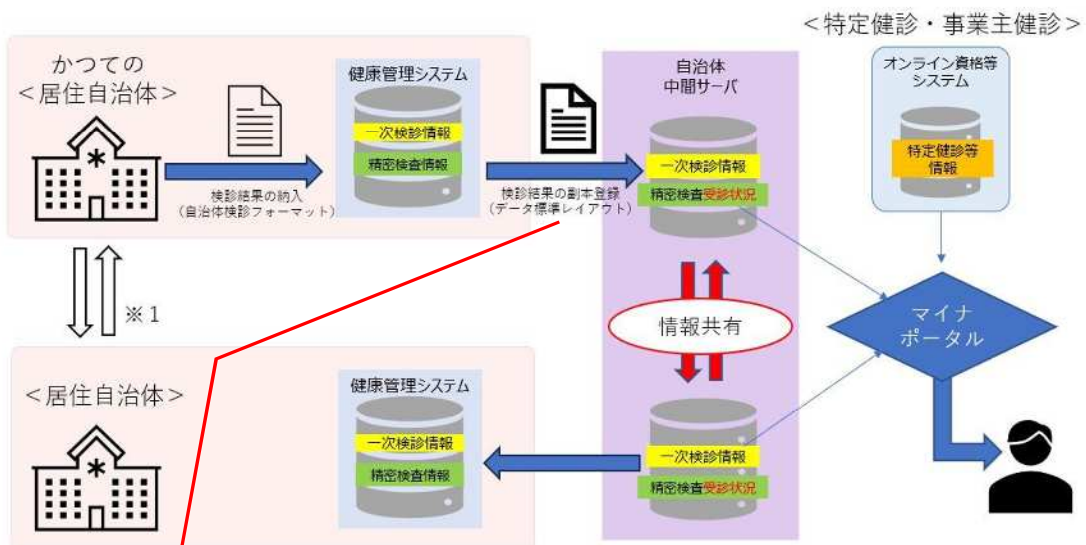 ＜特定健診・事業主健診＞
かつての
＜居住自治体＞
健康管理システム
一次検診情報
精密検査情報
検診結果の納入
（自治体検診フォーマット）
検診結果の副本登録
（データ標準レイアウト）
自治体
中間サーバ
一次検診情報
精密検査受診状況
オンライン資格等
システム
特定健診等
情報
※1
情報共有
マイナ
ポータル
＜居住自治体＞
健康管理システム
一次検診情報
精密検査情報
一次検診情報
精密検査受診状況